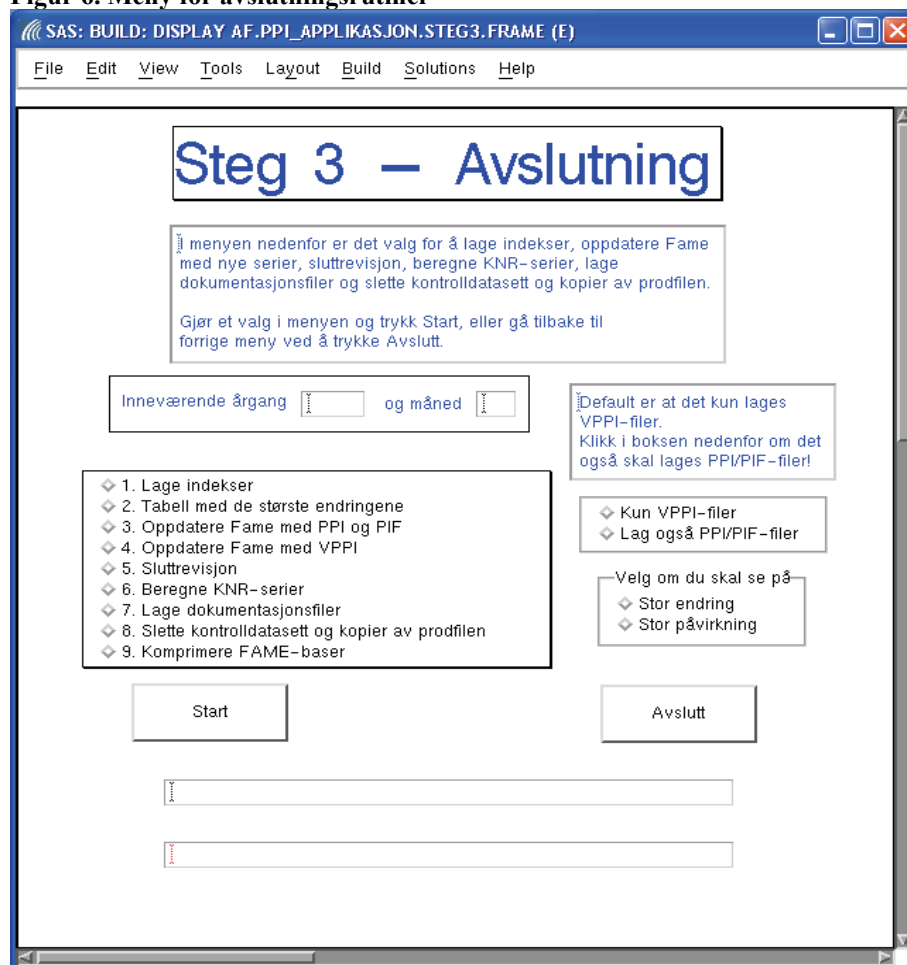 Figur 6. Meny for avslutningsrutiner
SAS: BUILD: DISPLAY AF.PPI_APPLIKASJON.STEG3.FRAME (E)
File Edit View Tools Layout Build Solutions Help
Steg 3 – Avslutning
I menyen nedenfor er det valg for å lage indekser, oppdatere Fame
med nye serier, sluttrevisjon, beregne KNR–serier, lage
dokumentasjonsfiler og slette kontrolldatasett og kopier av prodfilen.
Gjør et valg i menyen og trykk Start, eller gå tilbake til
forrige meny ved å trykke Avslutt.
Inneværende årgang og måned
Default er at det kun lages
VPPI–filer.
Klikk i boksen nedenfor om det
også skal lages PPI/PIF–filer!
1. Lage indekser
2. Tabell med de største endringene
3. Oppdatere Fame med PPI og PIF
4. Oppdatere Fame med VPPI
5. Sluttrevisjon
6. Beregne KNR–serier
7. Lage dokumentasjonsfiler
8. Slette kontrolldatasett og kopier av prodfilen
9. Komprimere FAME–baser
Kun VPPI–filer
Lag også PPI/PIF–filer
Velg om du skal se på
Stor endring
Stor påvirkning
Start
Avslutt